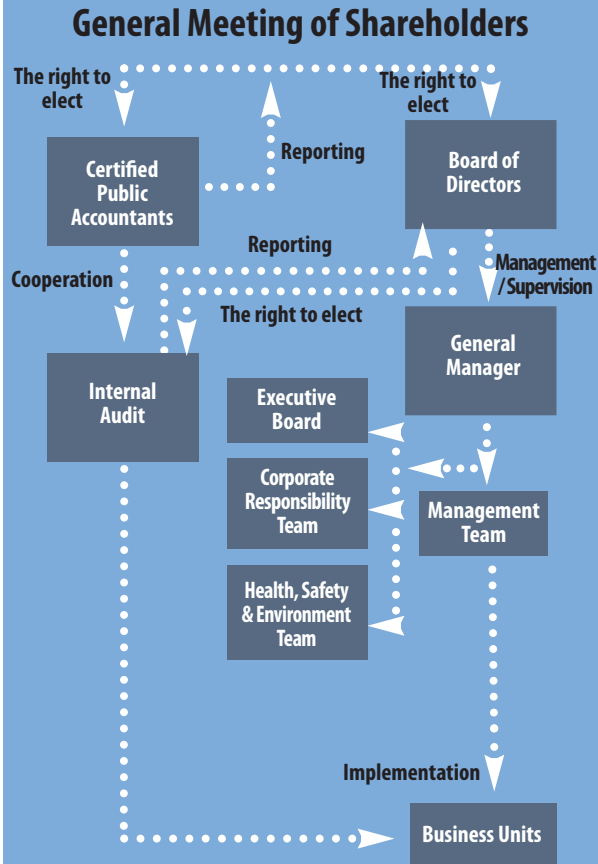 General Meeting of Shareholders
The right to
elect
The right to
elect
Reporting
Certified
Public
Accountants
Board of
Directors
Reporting
Cooperation
Management
/ Supervision
The right to elect
General
Manager
Internal
Audit
Executive
Board
Corporate
Responsibility
Team
Management
Team
Health, Safety
& Environment
Team
Implementation
Business Units